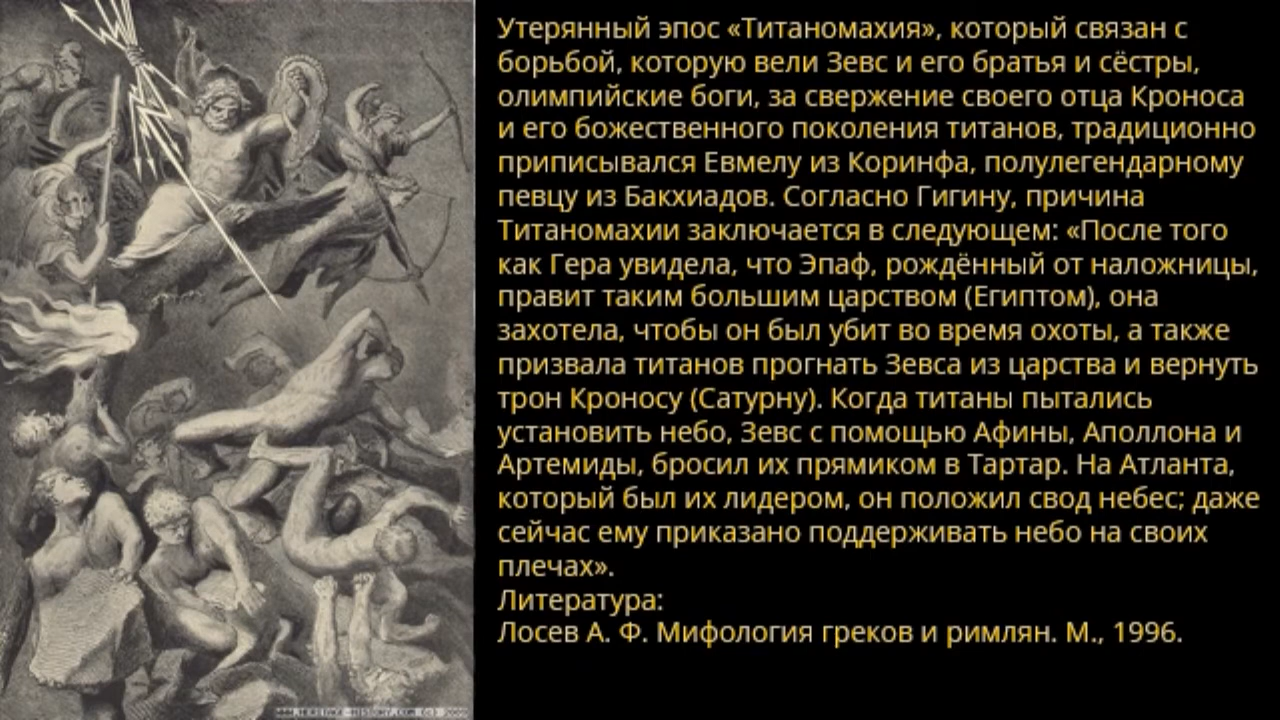 Утерянный эпос «Титаномахия», который связан с
борьбой, которую вели Зевс и его братья и сёстры,
олимпийские боги, за свержение своего отца Кроноса
и его божественного поколения титанов, традиционно
приписывался Евмелу из Коринфа, полулегендарному
певцу из Бакхиадов. Согласно Гигину, причина
Титаномахии заключается в следующем: «После того
как Гера увидела, что Эпаф, рождённый от наложницы,
правит таким большим царством (Египтом), она
захотела, чтобы он был убит во время охоты, а также
призвала титанов прогнать Зевса из царства и вернуть
трон Кроносу (Сатурну). Когда титаны пытались
установить небо, Зевс с помощью Афины, Аполлона и
Артемиды, бросил их прямиком в Тартар. На Атланта,
который был их лидером, он положил свод небес; даже
сейчас ему приказано поддерживать небо на своих
плечах».
Литература:
Лосев А. Ф. Мифология греков и римлян. М., 1996.
WWW.HERITAGE-HISTORY.COM (c) 2009